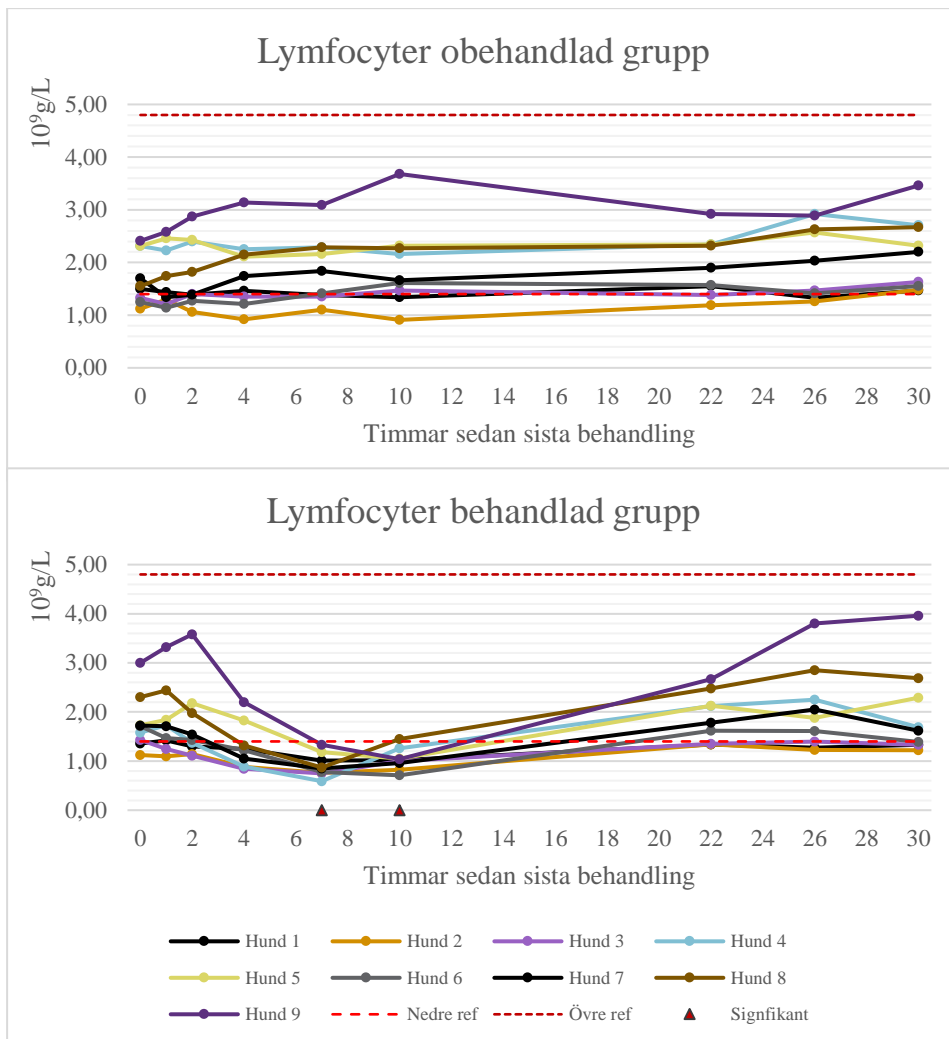 Lymfocyter obehandlad grupp
10⁹g/L
5,00
4,00
3,00
2,00
1,00
0,00
0 2 4 6 8 10 12 14 16 18 20 22 24 26 28 30
Timmar sedan sista behandling
Lymfocyter behandlad grupp
10⁹g/L
5,00
4,00
3,00
2,00
1,00
0,00
0 2 4 6 8 10 12 14 16 18 20 22 24 26 28 30
Timmar sedan sista behandling
Hund 1 Hund 2 Hund 3 Hund 4
Hund 5 Hund 6 Hund 7 Hund 8
Hund 9 Nedre ref Övre ref Signfikant